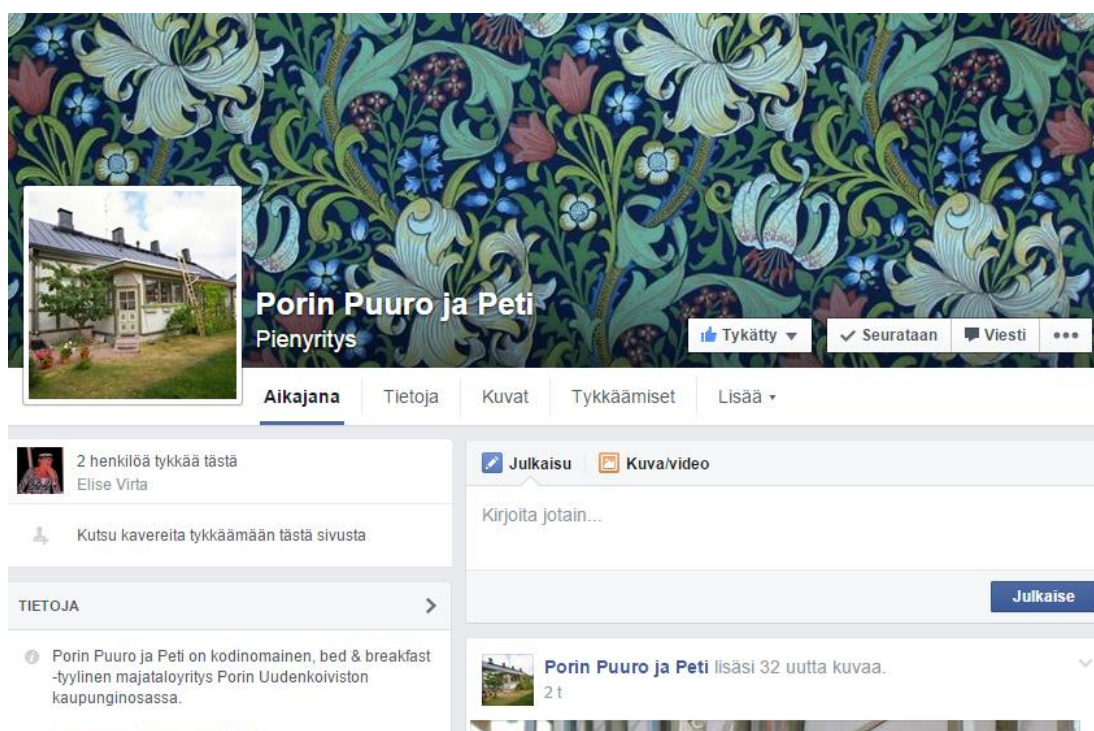 Porin Puuro ja Peti
Pienyritys
Tykätty
Seurataan
Viesti
Aikajana
Tietoja
Kuvat
Tykkäämiset
Lisää
2 henkilöä tykkää tästä
Elise Virta
Kutsu kavereita tykkäämään tästä sivusta
TIETOJA
Porin Puuro ja Peti on kodinomainen, bed & breakfast
-tyylinen majataloyritys Porin Uudenkoiviston
kaupunginosassa.
Julkaisu
Kuva/video
Kirjoita jotain...
Julkaise
Porin Puuro ja Peti lisäsi 32 uutta kuvaa.
2 t